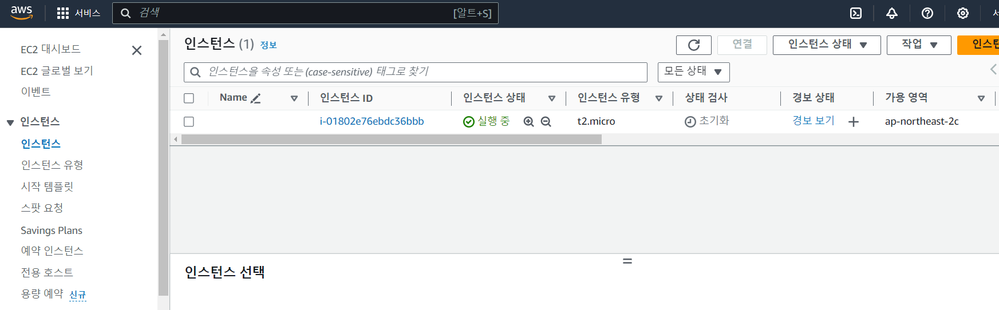 aws 서비스 검색 [알트+S]
EC2 대시보드
EC2 글로벌 보기
이벤트
인스턴스
인스턴스
인스턴스 유형
시작 템플릿
스팟 요청
Savings Plans
예약 인스턴스
전용 호스트
용량 예약 신규
인스턴스 (1) 정보 연결 인스턴스 상태 작업
인스턴스을 속성 또는 (case-sensitive) 태그로 찾기 모든 상태
Name 인스턴스 ID 인스턴스 상태 인스턴스 유형 상태 검사 경보 상태 가용 영역
i-01802e76ebdc36bbb 실행 중 t2.micro 초기화 경보 보기 ap-northeast-2c
인스턴스 선택